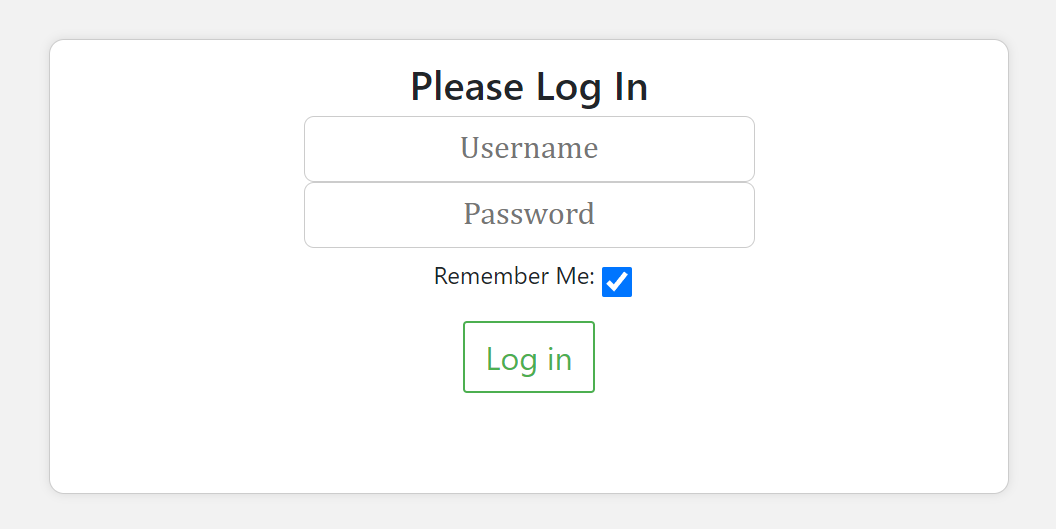 Please Log In
Username
Password
Remember Me:
Log in